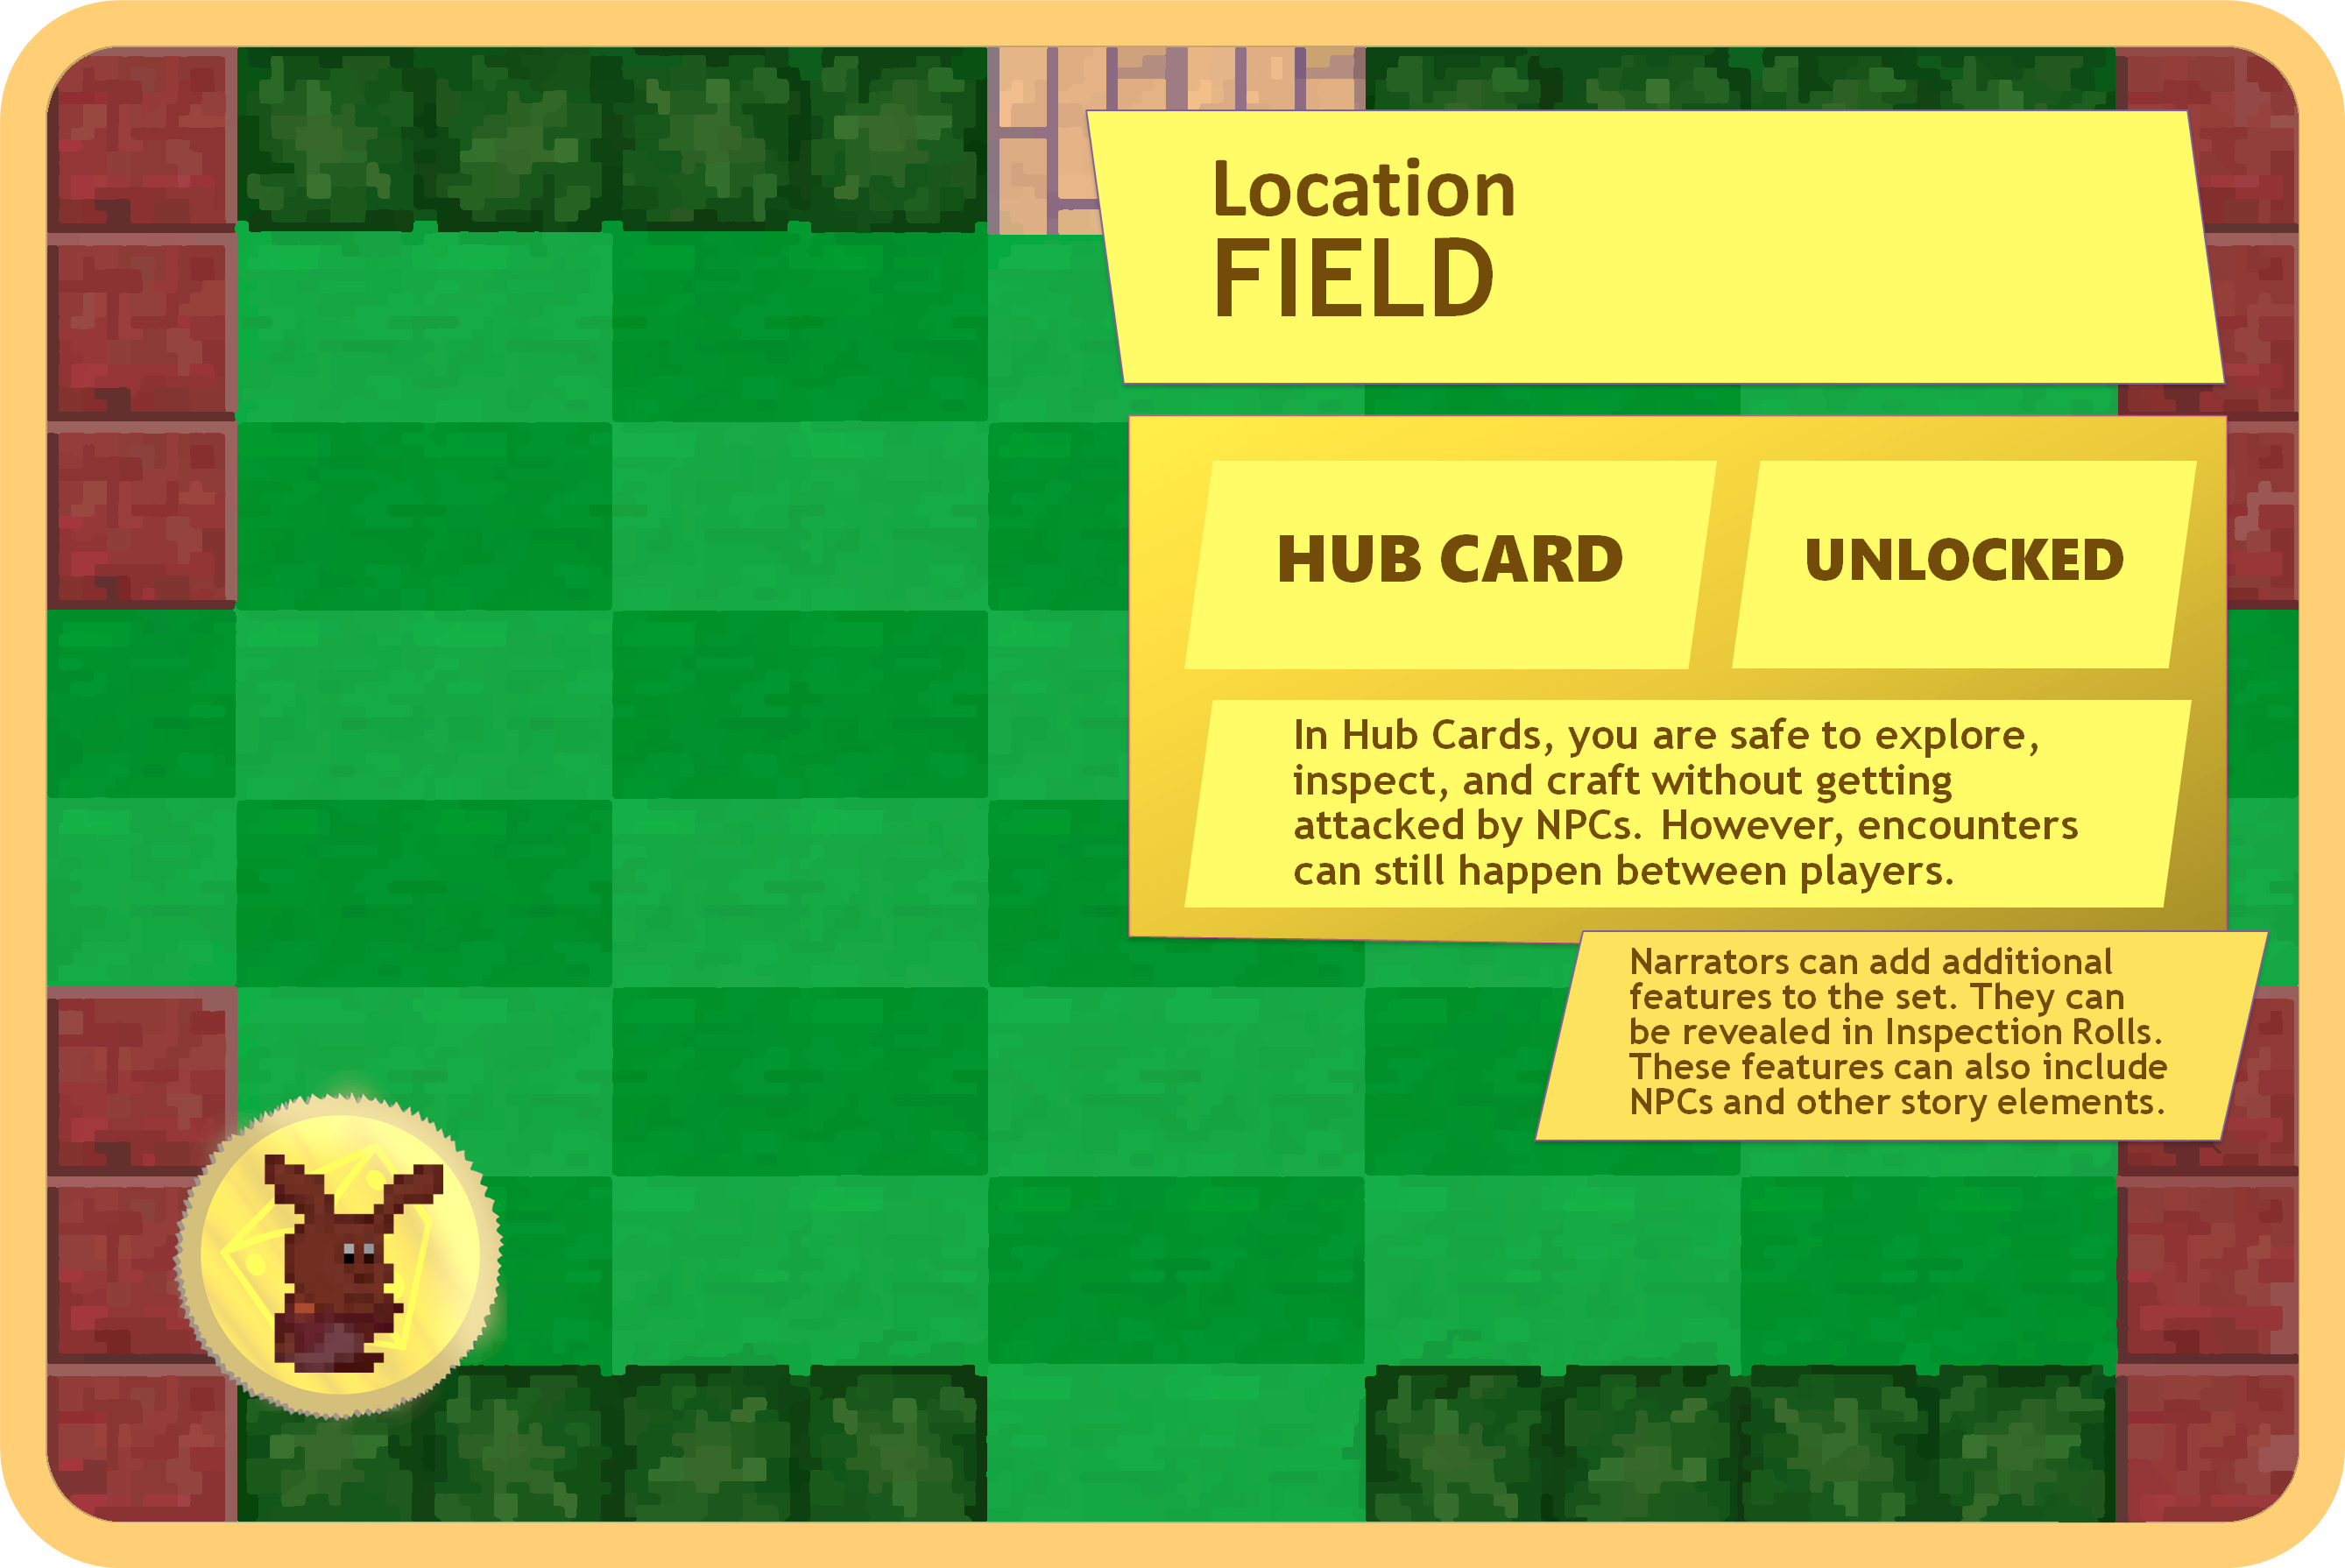 Location
FIELD
HUB CARD
UNLOCKED
In Hub Cards, you are safe to explore,
inspect, and craft without getting
attacked by NPCs. However, encounters
can still happen between players.
Narrators can add additional
features to the set. They can
be revealed in Inspection Rolls.
These features can also include
NPCs and other story elements.